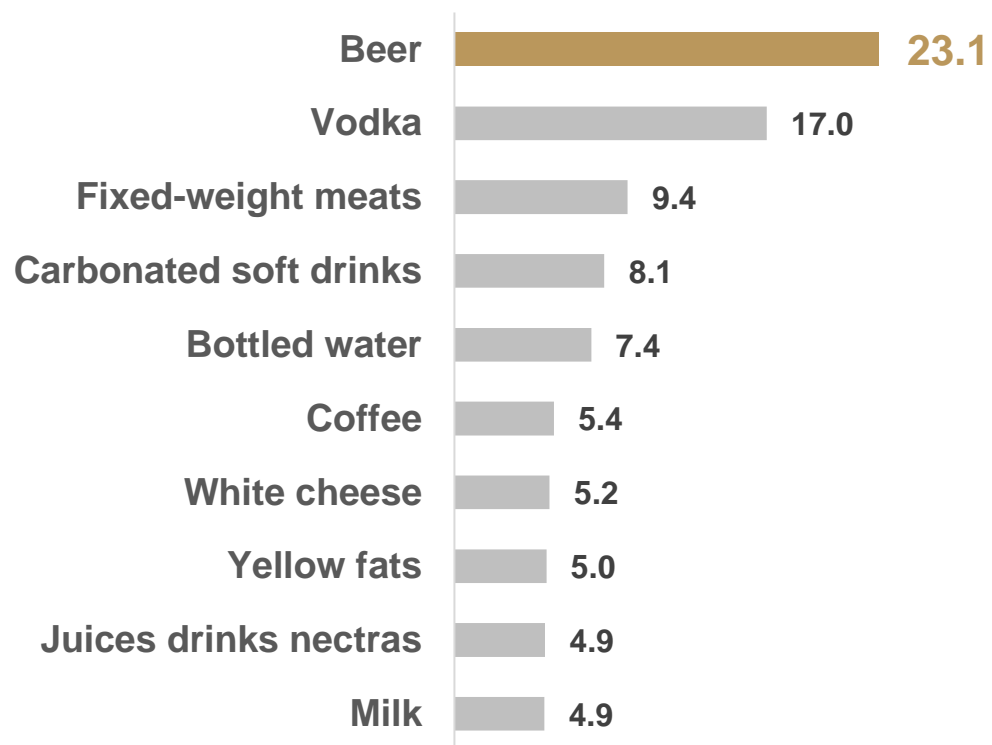 Beer 23.1
Vodka 17.0
Fixed-weight meats 9.4
Carbonated soft drinks 8.1
Bottled water 7.4
Coffee 5.4
White cheese 5.2
Yellow fats 5.0
Juices drinks nectras 4.9
Milk 4.9